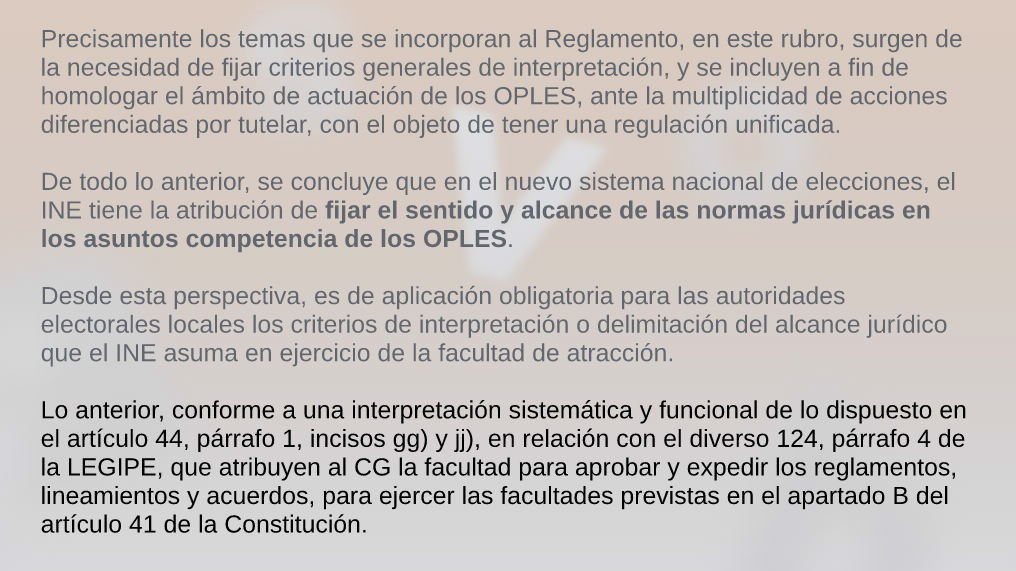 Precisamente los temas que se incorporan al Reglamento, en este rubro, surgen de
la necesidad de fijar criterios generales de interpretación, y se incluyen a fin de
homologar el ámbito de actuación de los OPLES, ante la multiplicidad de acciones
diferenciadas por tutelar, con el objeto de tener una regulación unificada.
De todo lo anterior, se concluye que en el nuevo sistema nacional de elecciones, el
INE tiene la atribución de fijar el sentido y alcance de las normas jurídicas en
los asuntos competencia de los OPLES.
Desde esta perspectiva, es de aplicación obligatoria para las autoridades
electorales locales los criterios de interpretación o delimitación del alcance jurídico
que el INE asuma en ejercicio de la facultad de atracción.
Lo anterior, conforme a una interpretación sistemática y funcional de lo dispuesto en
el artículo 44, párrafo 1, incisos gg) y jj), en relación con el diverso 124, párrafo 4 de
la LEGIPE, que atribuyen al CG la facultad para aprobar y expedir los reglamentos,
lineamientos y acuerdos, para ejercer las facultades previstas en el apartado B del
artículo 41 de la Constitución.